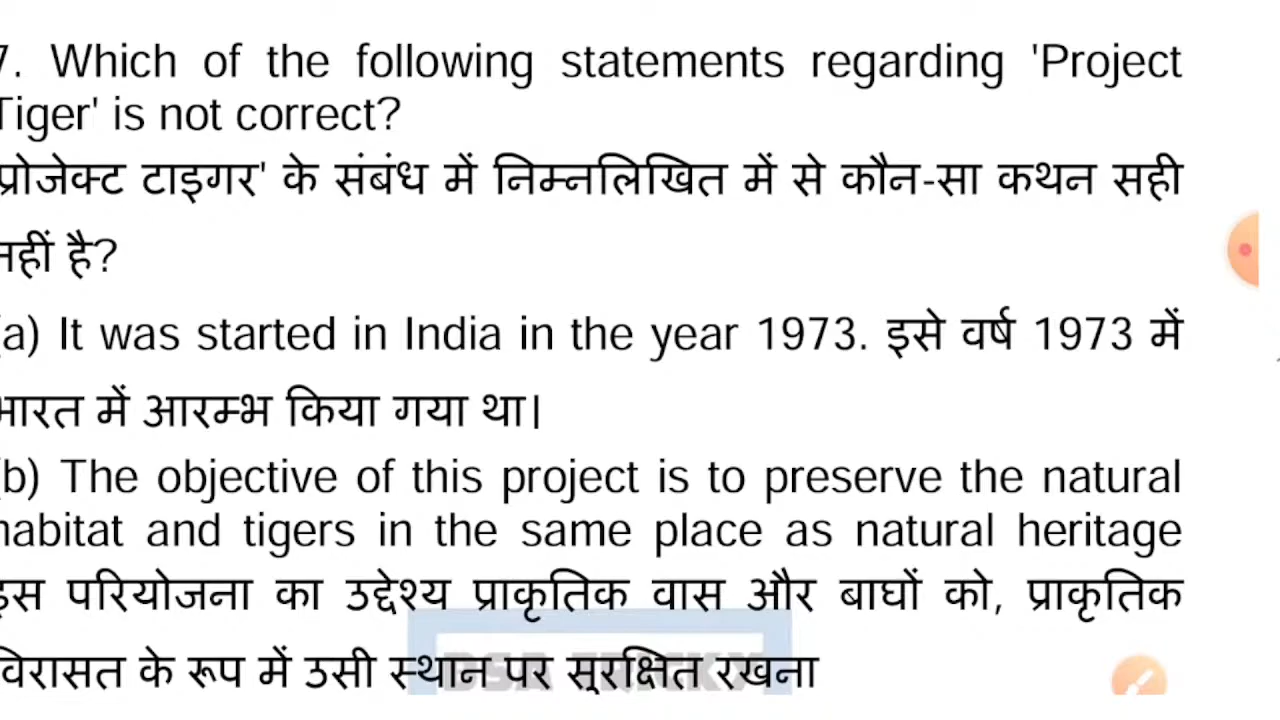 7. Which of the following statements regarding 'Project
Tiger' is not correct?
प्रोजेक्ट टाइगर' के संबंध में निम्नलिखित में से कौन-सा कथन सही
नहीं है?
(a) It was started in India in the year 1973. इसे वर्ष 1973 में
भारत में आरम्भ किया गया था।
(b) The objective of this project is to preserve the natural
habitat and tigers in the same place as natural heritage
इस परियोजना का उद्देश्य प्राकृतिक वास और बाघों को, प्राकृतिक
विरासत के रूप में उसी स्थान पर सुरक्षित रखना